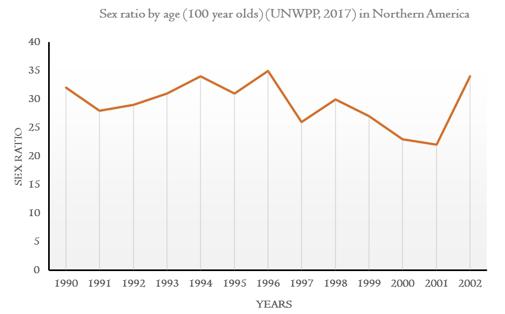 Sex ratio by age (100 year olds) (UNWPP, 2017) in Northern America
40
35
30
25
20
15
10
5
0
SEX RATIO
1990 1991 1992 1993 1994 1995 1996 1997 1998 1999 2000 2001 2002
YEARS